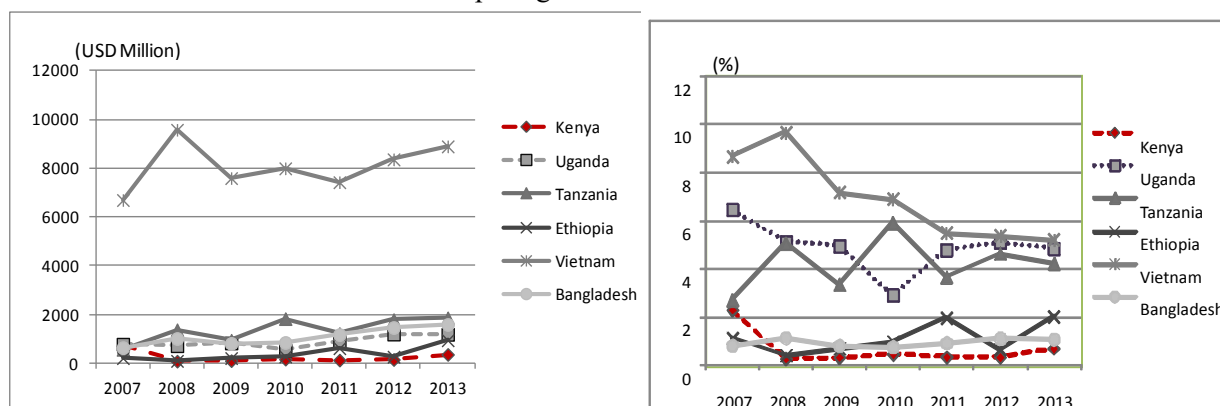 (USD Million)
12000
10000
8000
6000
4000
2000
0
2007 2008 2009 2010 2011 2012 2013
Kenya
Uganda
Tanzania
Ethiopia
Vietnam
Bangladesh
(%)
12
10
8
6
4
2
0
2007 2008 2009 2010 2011 2012 2013
Kenya
Uganda
Tanzania
Ethiopia
Vietnam
Bangladesh